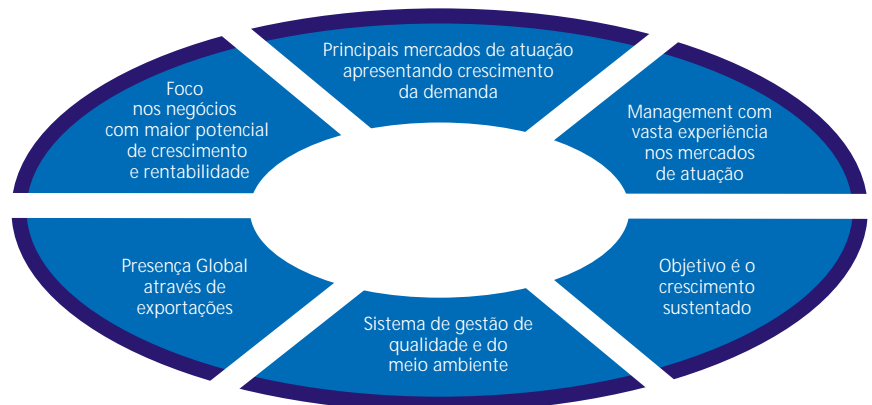 Principais mercados de atuação
apresentando crescimento
da demanda
Foco
nos negócios
com maior potencial
de crescimento
e rentabilidade
Management com
vasta experiência
nos mercados
de atuação
Presença Global
através de
exportações
Objetivo é o
crescimento
sustentado
Sistema de gestão de
qualidade e do
meio ambiente